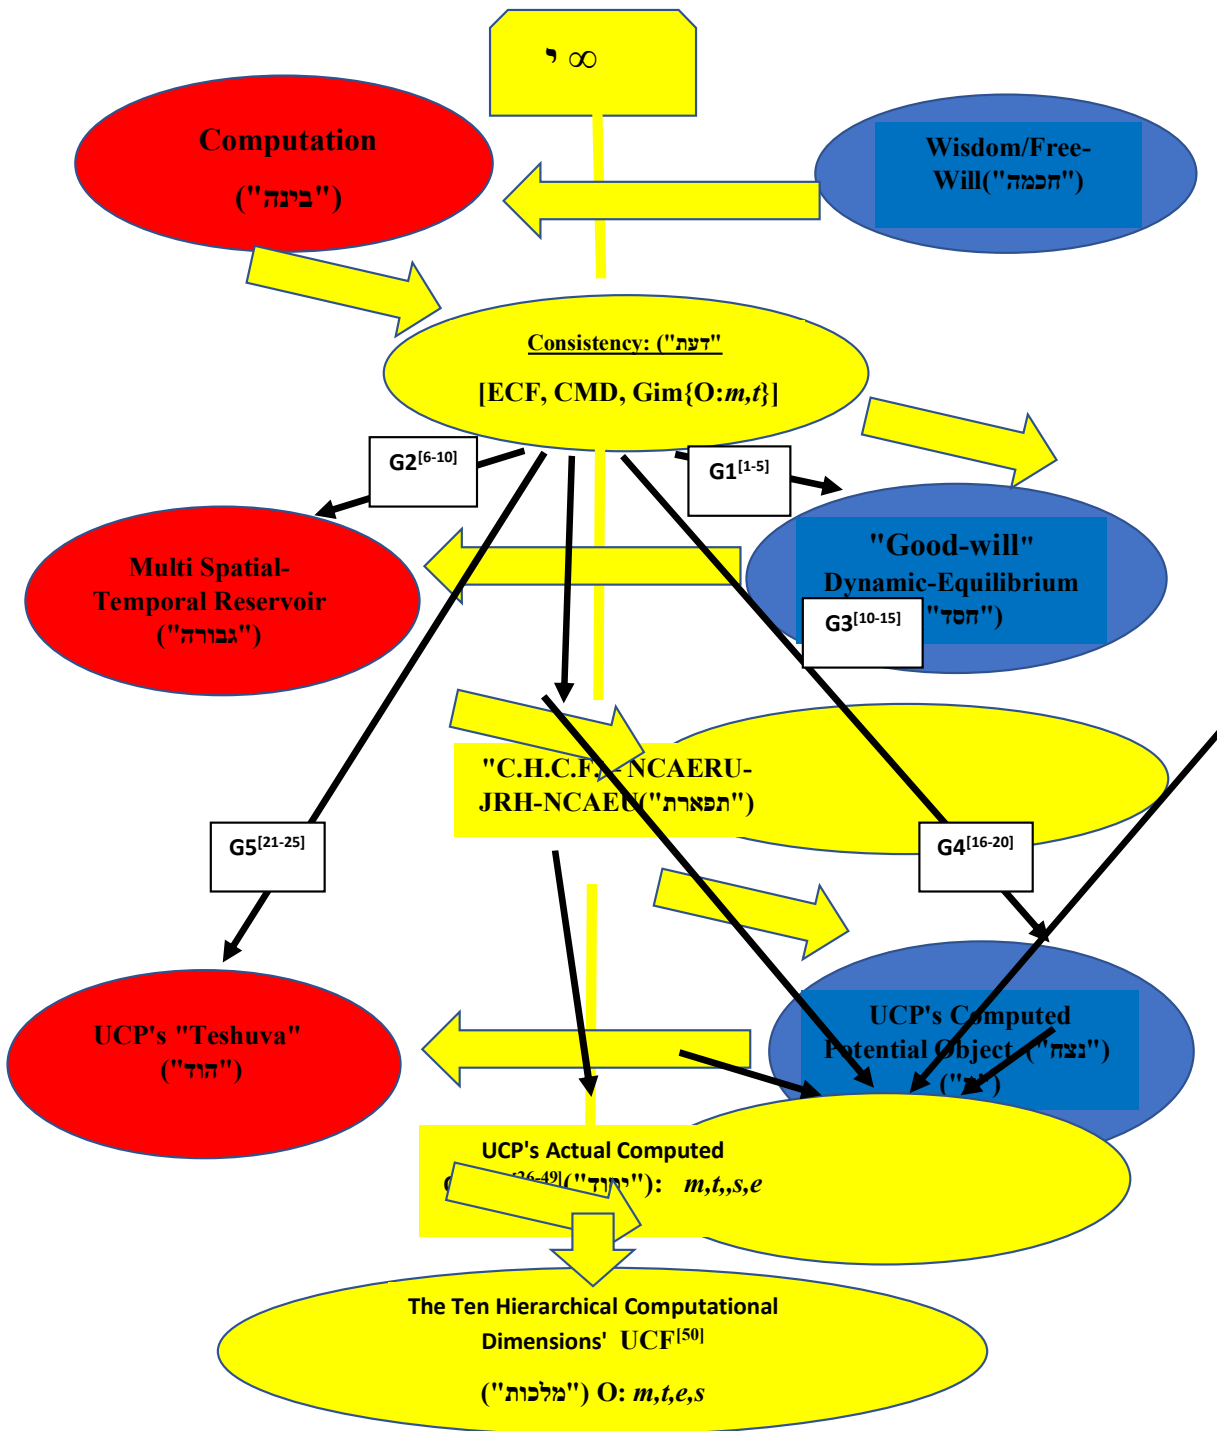 י ∞
Computation
("בינה")
Wisdom/Free-
Will("חכמה")
Consistency: ("דעת"
[ECF, CMD, Gim{O:m,t}]
G2[6-10]
G1[1-5]
Multi Spatial-
Temporal Reservoir
("גבורה")
"Good-will"
Dynamic-Equilibrium
"חסד")
G3[10-15]
"C.H.C.F. – NCAERU-
JRH-NCAEU("תפארת")
G5[21-25]
G4[16-20]
UCP's "Teshuva"
("הוד")
UCP's Computed
Potential Object ("נצח")
UCP's Actual Computed
[26-49]("יסוד"): m,t,,s,e
The Ten Hierarchical Computational
Dimensions' UCF[50]
("מלכות") O: m,t,e,s